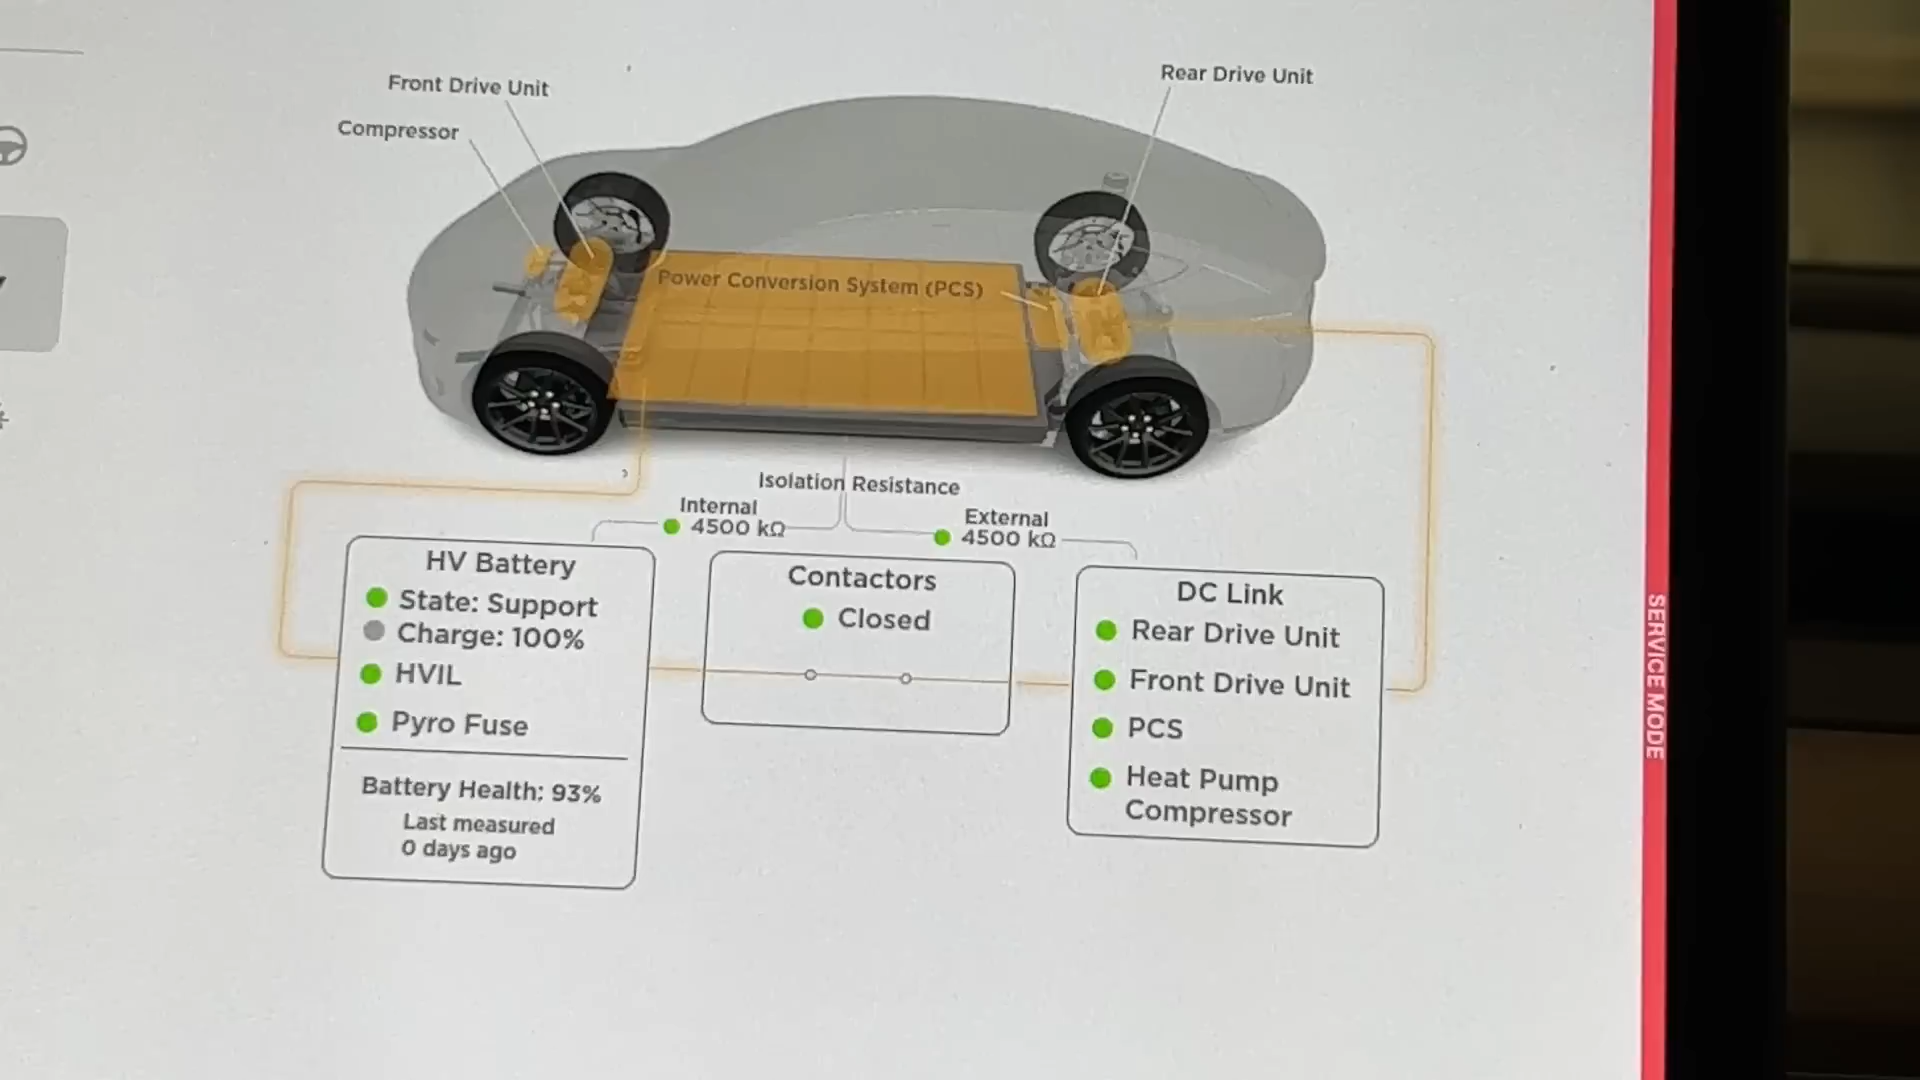 Front Drive Unit
Rear Drive Unit
Compressor
Power Conversion System (PCS)
Isolation Resistance
Internal
4500 kΩ
External
4500 kΩ
HV Battery
State: Support
Charge: 100%
HVIL
Pyro Fuse
Battery Health: 93%
Last measured
0 days ago
Contactors
Closed
DC Link
Rear Drive Unit
Front Drive Unit
PCS
Heat Pump
Compressor
SERVICE MODE